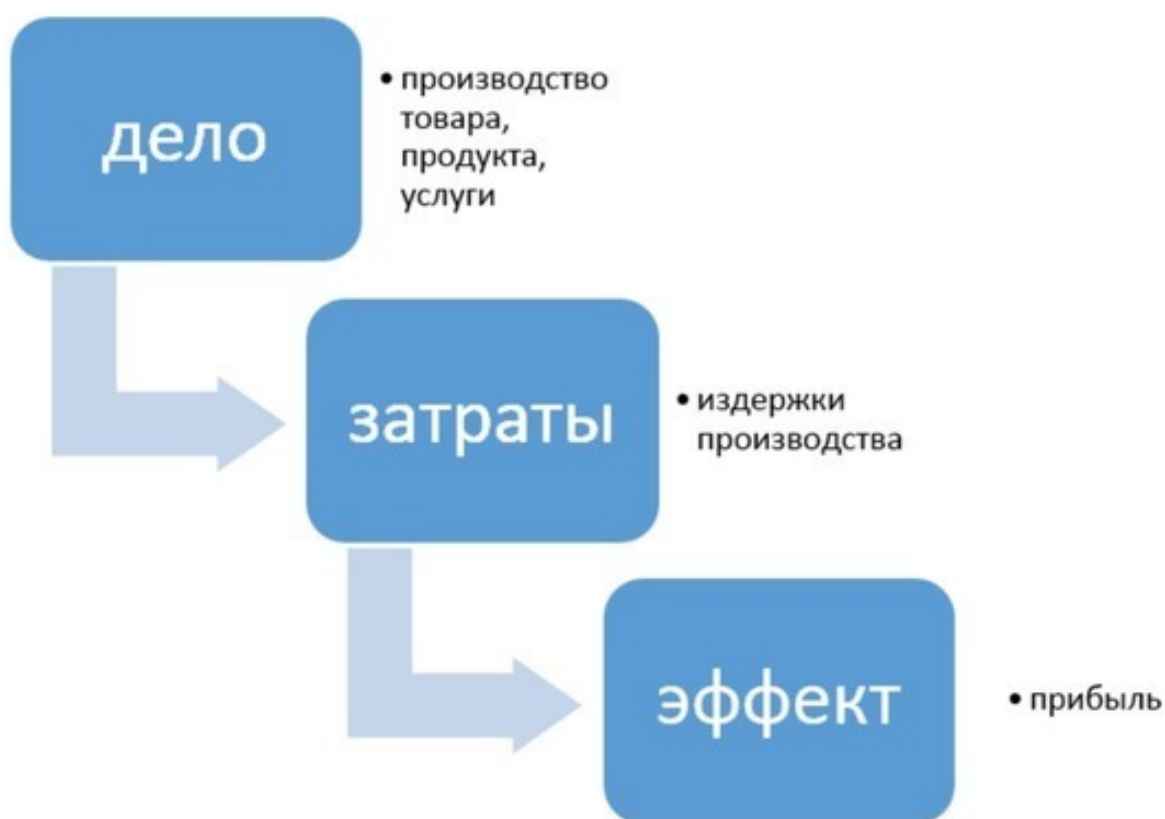 дело
• производство
товара,
продукта,
услуги
затраты
• издержки
производства
эффект
• прибыль